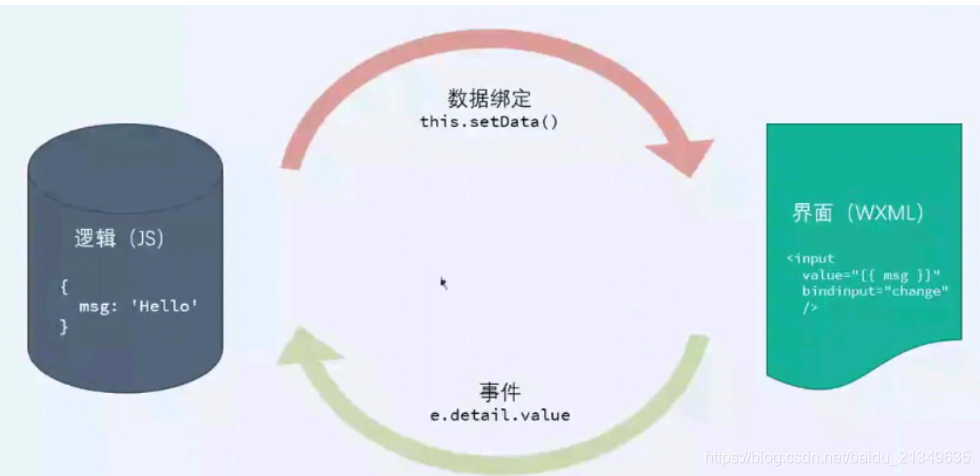 数据绑定
this.setData()
逻辑（JS）
{
msg: 'Hello'
}
界面（WXML）
<input
value="{{ msg }}"
bindinput="change"
/>
事件
e.detail.value
https://blog.csdn.net/baidu_21349635